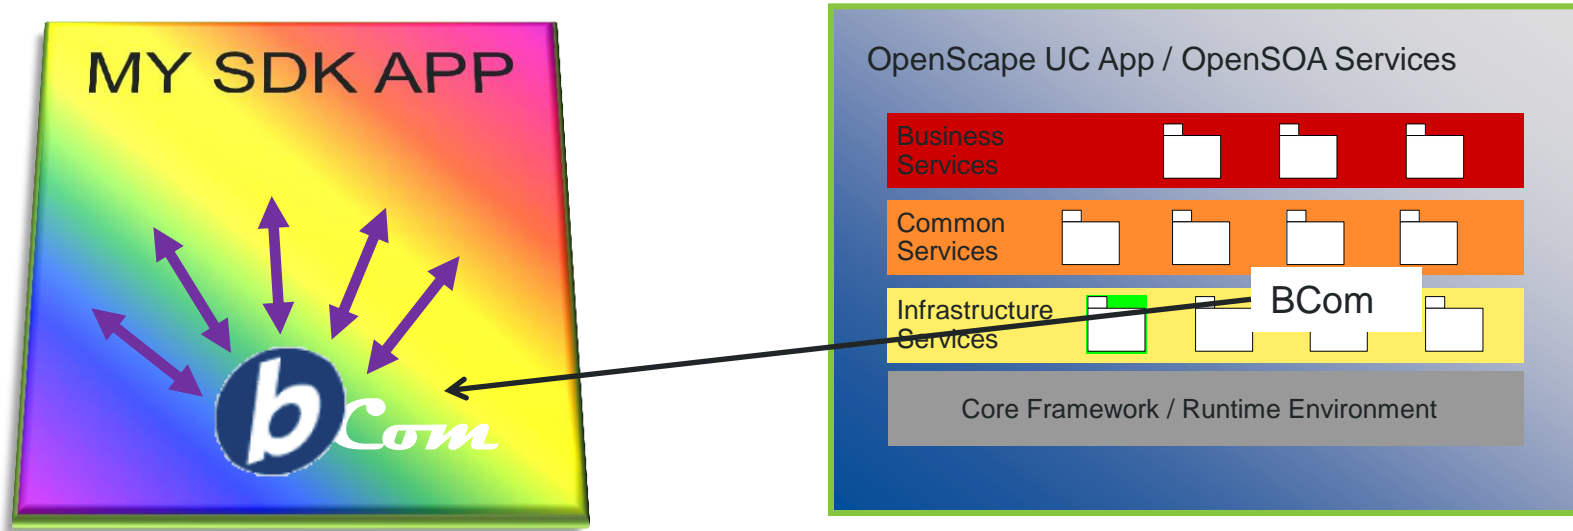 MY SDK APP
b Com
OpenScape UC App / OpenSOA Services
Business
Services
Common
Services
Infrastructure
Services
BCom
Core Framework / Runtime Environment